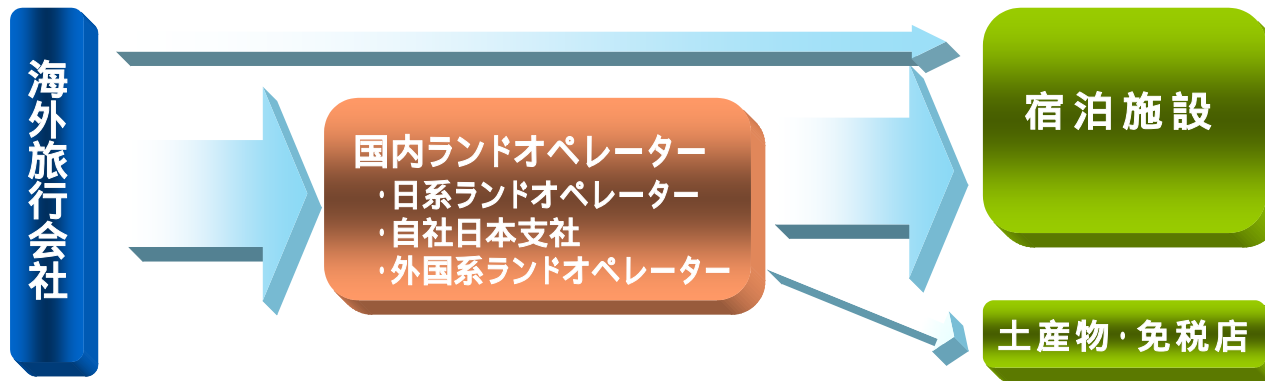 海外旅行会社
国内ランドオペレーター
・日系ランドオペレーター
・自社日本支社
・外国系ランドオペレーター
宿泊施設
土産物・免税店